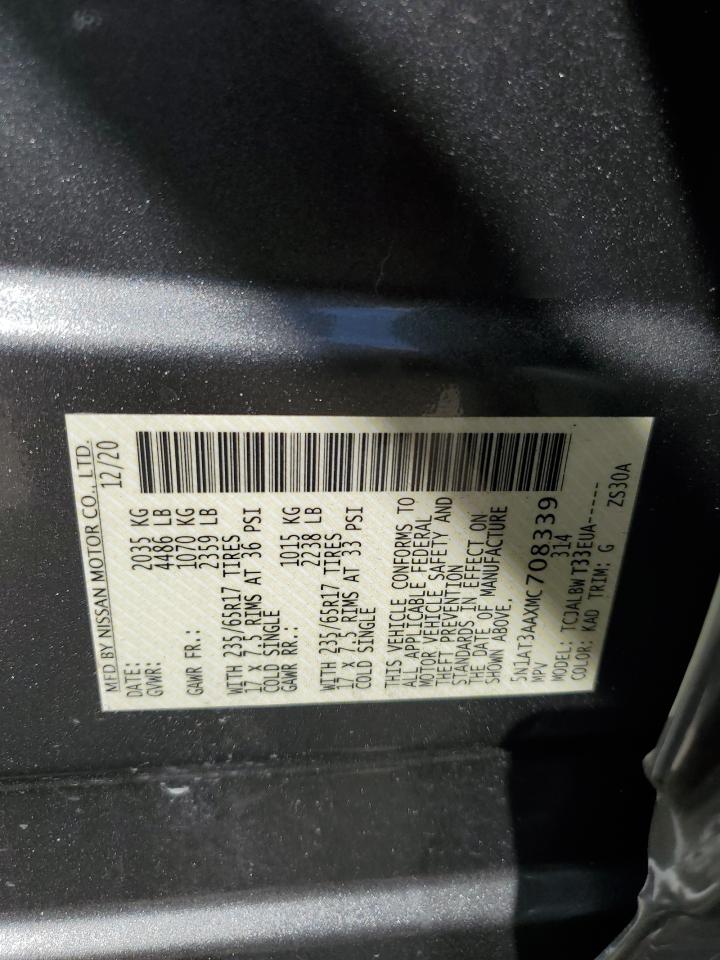 MFD BY NISSAN MOTOR CO., LTD.
DATE: 12/20
GVWR: 2035 KG
4486 LB
GAWR FR.: 1070 KG
2359 LB
WITH 235/65R17 TIRES
17 X 7.5 RIMS AT 36 PSI
COLD SINGLE
GAWR RR.: 1015 KG
2238 LB
WITH 235/65R17 TIRES
17 X 7.5 RIMS AT 33 PSI
COLD SINGLE
THIS VEHICLE CONFORMS TO
ALL APPLICABLE FEDERAL
MOTOR VEHICLE SAFETY AND
THEFT PREVENTION
STANDARDS IN EFFECT ON
THE DATE OF MANUFACTURE
SHOWN ABOVE.
5N1AT3AAXMC708339
MPV 314
MODEL: TCJALBW T33EUA-----
COLOR: KAD TRIM: G
ZS30A